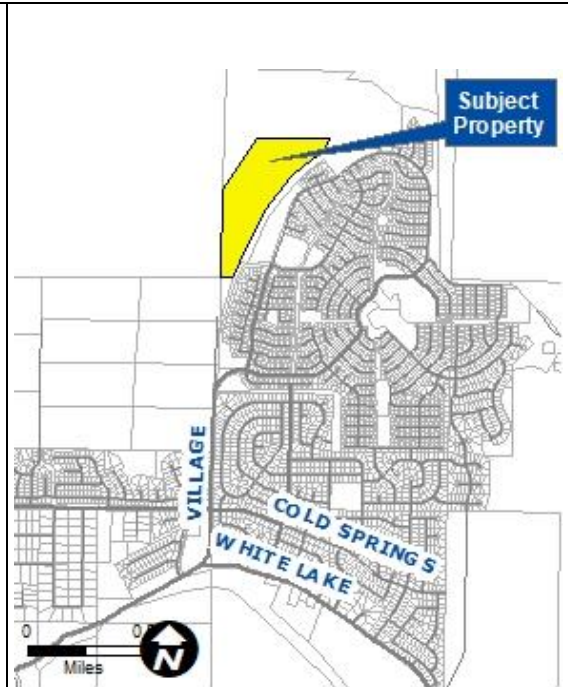 Subject
Property
VILLAGE
COLD SPRINGS
WHITE LAKE
0
Miles
N